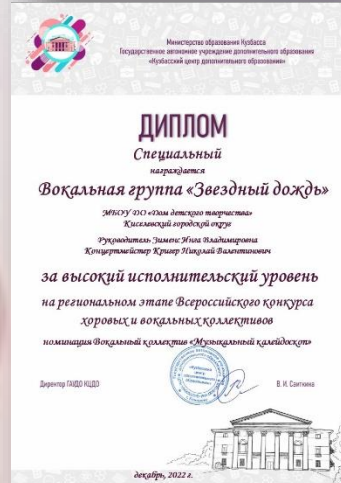 Министерство образования Кузбасса
Государственное автономное учреждение дополнительного образования
«Кузбасский центр дополнительного образования»
ДИПЛОМ
Специальный
награждается
Вокальная группа «Звездный дождь»
МБОУ ДО «Дом детского творчества»
Киселевский городской округ
Руководитель Зименс Инга Владимировна
Концертмейстер Кригер Николай Валентинович
за высокий исполнительский уровень
на региональном этапе Всероссийского конкурса
хоровых и вокальных коллективов
номинация Вокальный коллектив «Музыкальный калейдоскоп»
Директор ГАУДО КЦДО
В. И. Сметкина
декабрь, 2022 г.